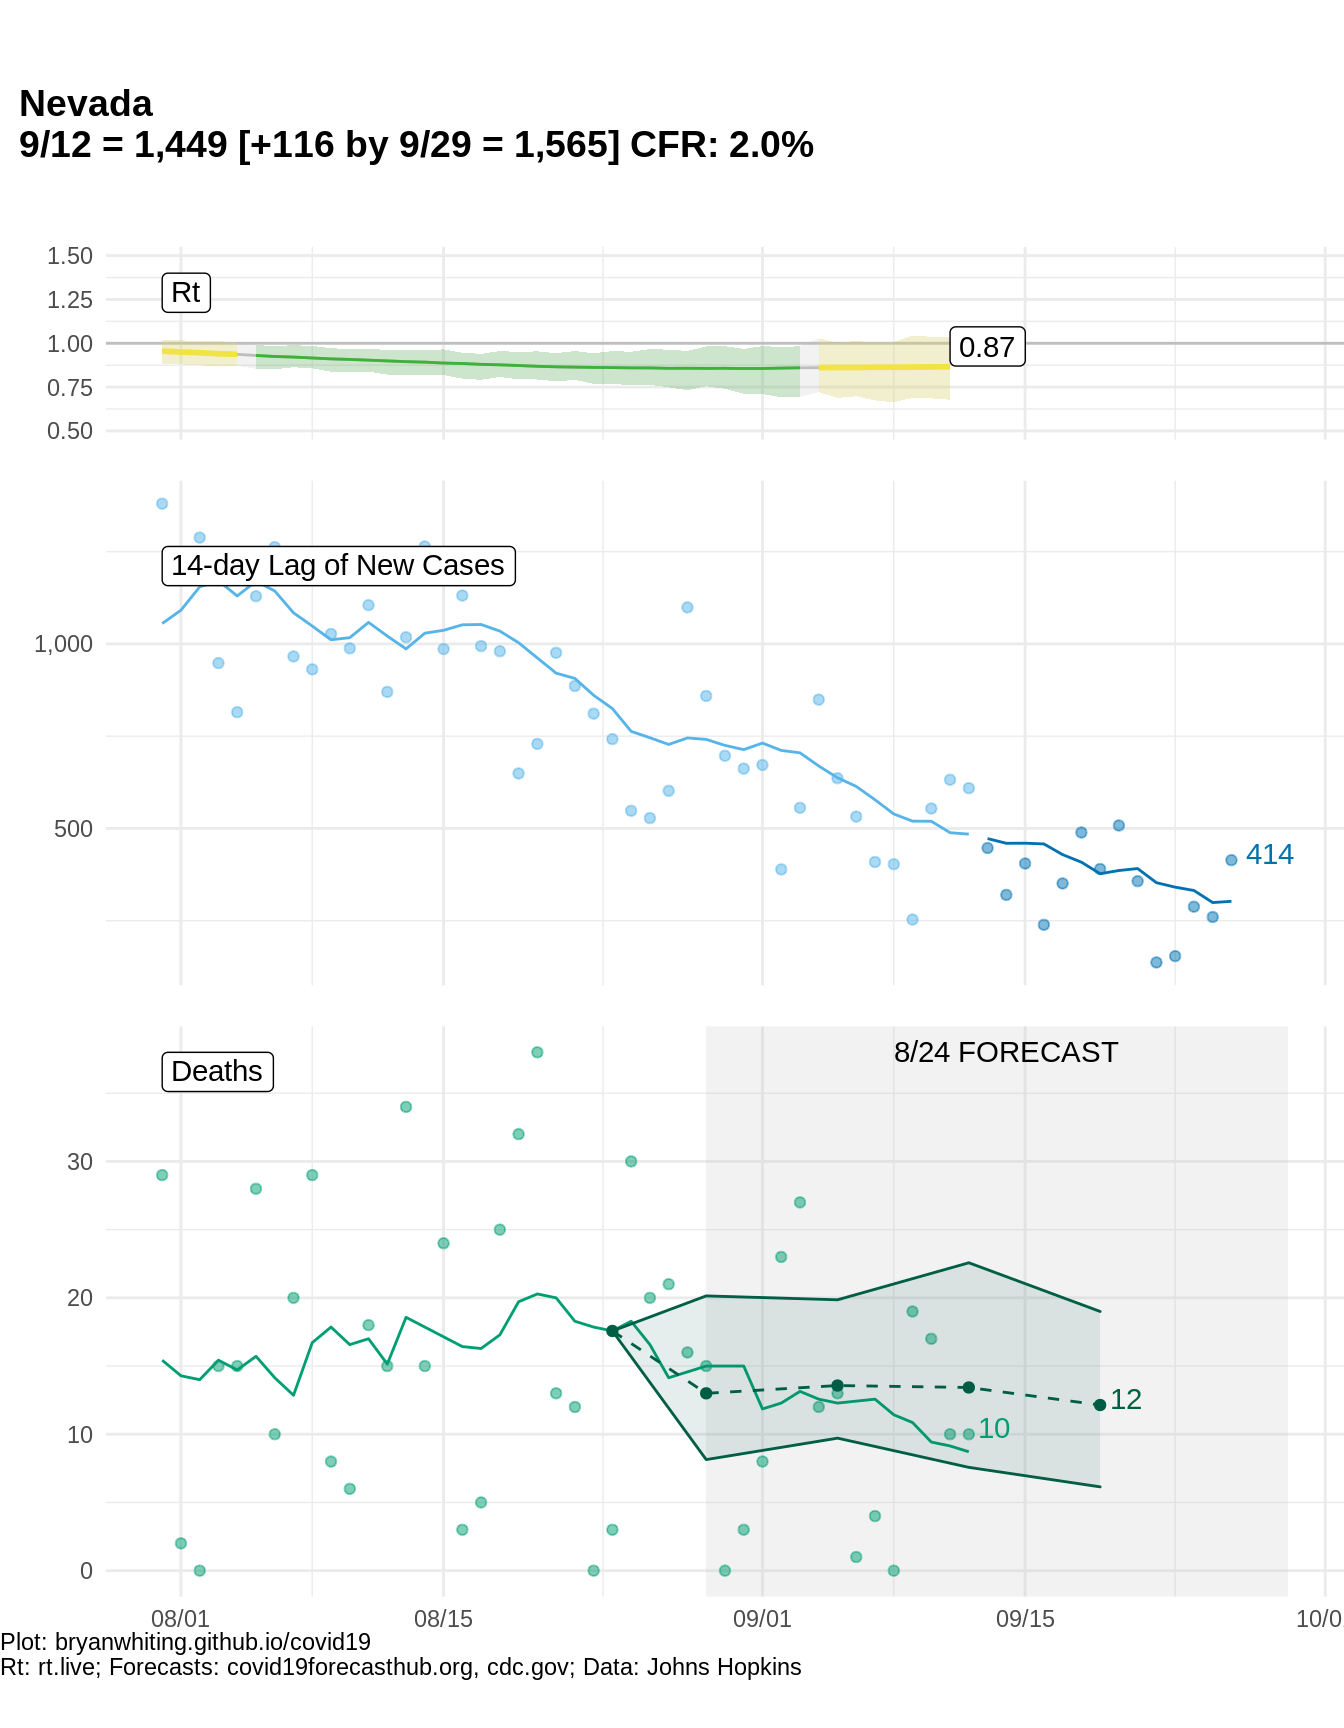 Nevada
9/12 = 1,449 [+116 by 9/29 = 1,565] CFR: 2.0%
1.50
Rt
1.25
1.00
0.87
0.75
0.50
14-day Lag of New Cases
1,000
500
414
8/24 FORECAST
Deaths
30
20
12
10
10
0
08/01 08/15 09/01 09/15 10/0
Plot: bryanwhiting.github.io/covid19
Rt: rt.live; Forecasts: covid19forecasthub.org, cdc.gov; Data: Johns Hopkins